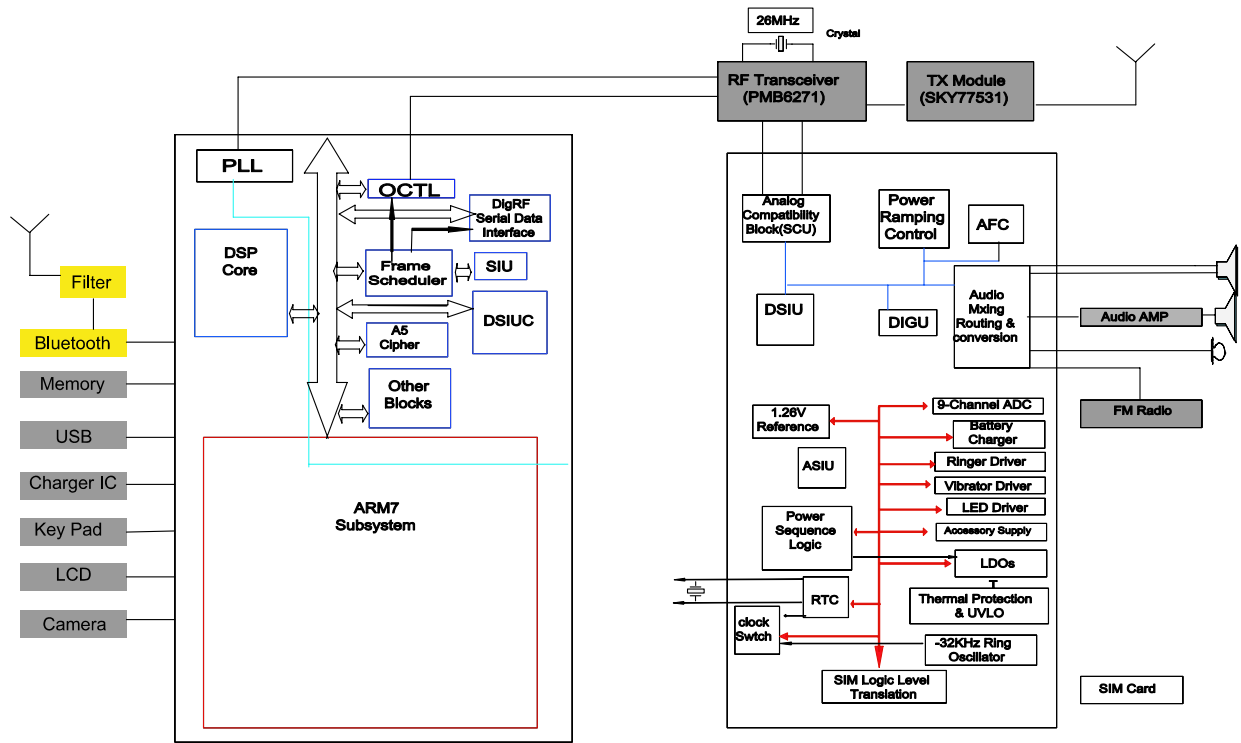 26MHz
Crystal
RF Transceiver
(PMB6271)
TX Module
(SKY77531)
PLL
OCTL
DigRF
Serial Data
Interface
DSP
Core
Frame
Scheduler
SIU
DSIUC
A5
Cipher
Other
Blocks
ARM7
Subsystem
Filter
Bluetooth
Memory
USB
Charger IC
Key Pad
LCD
Camera
Analog
Compatibility
Block(SCU)
Power
Ramping
Control
AFC
DSIU
DIGU
Audio
Mxing
Routing &
conversion
Audio AMP
FM Radio
1.26V
Reference
ASIU
Power
Sequence
Logic
RTC
clock
Swtch
9-Channel ADC
Battery
Charger
Ringer Driver
Vibrator Driver
LED Driver
Accessory Supply
LDOs
Thermal Protection
& UVLO
-32KHz Ring
Oscillator
SIM Logic Level
Translation
SIM Card